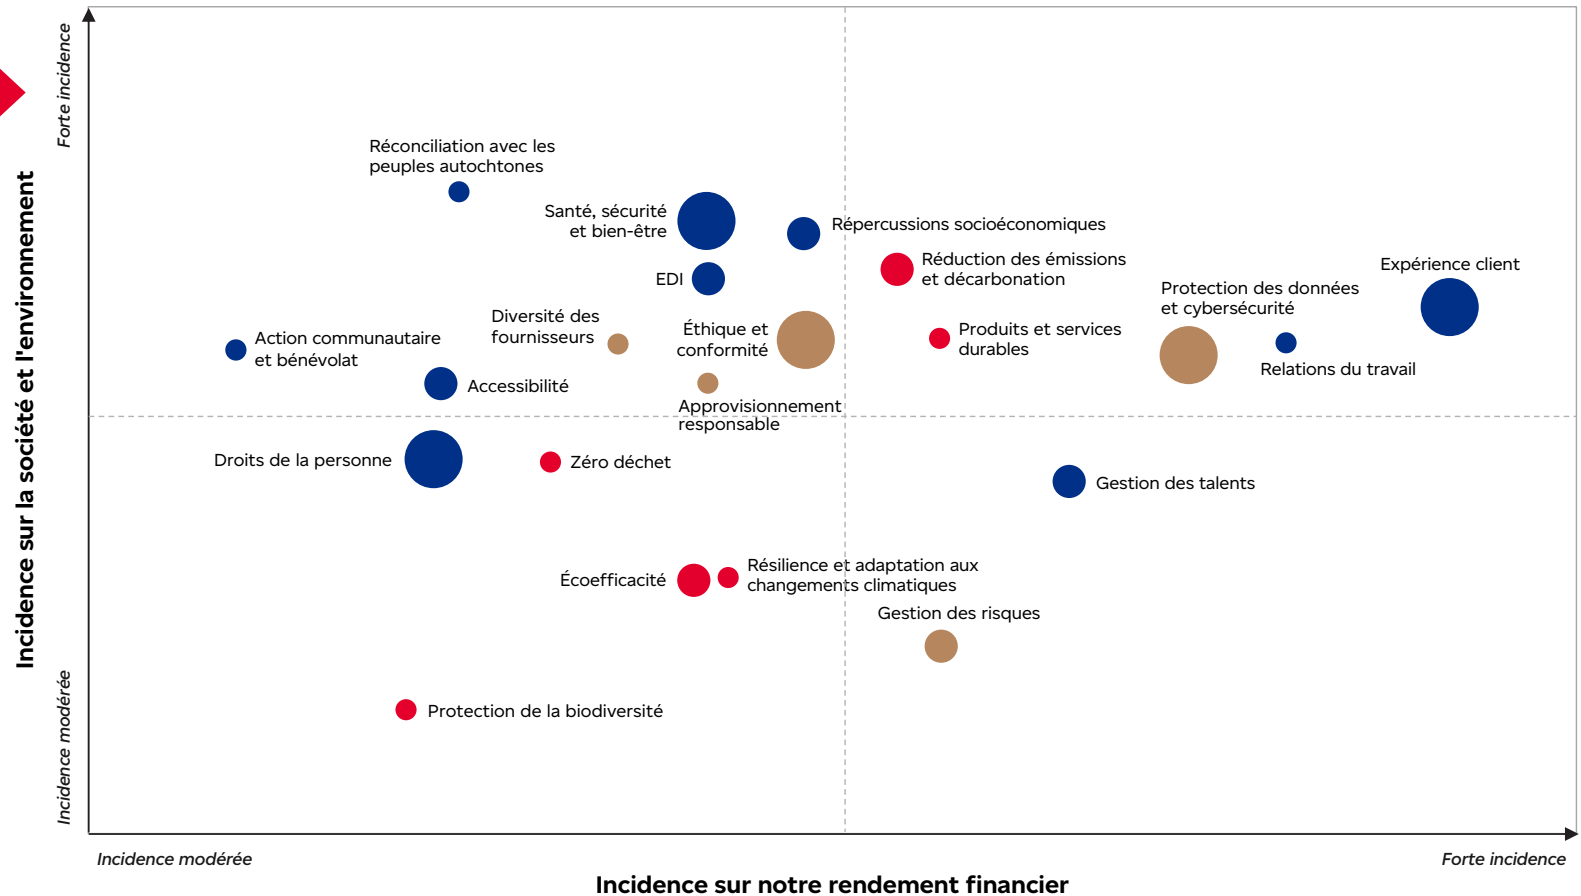 Forte incidence
Incidence sur la société et l'environnement
Incidence modérée
Réconciliation avec les
peuples autochtones
Santé, sécurité
et bien-être
Répercussions socioéconomiques
EDI
Réduction des émissions
et décarbonation
Expérience client
Protection des données
et cybersécurité
Diversité des
fournisseurs
Éthique et
conformité
Produits et services
durables
Action communautaire
et bénévolat
Relations du travail
Accessibilité
Approvisionnement
responsable
Droits de la personne
Zéro déchet
Gestion des talents
Écoefficacité
Résilience et adaptation aux
changements climatiques
Gestion des risques
Protection de la biodiversité
Incidence modérée
Forte incidence
Incidence sur notre rendement financier